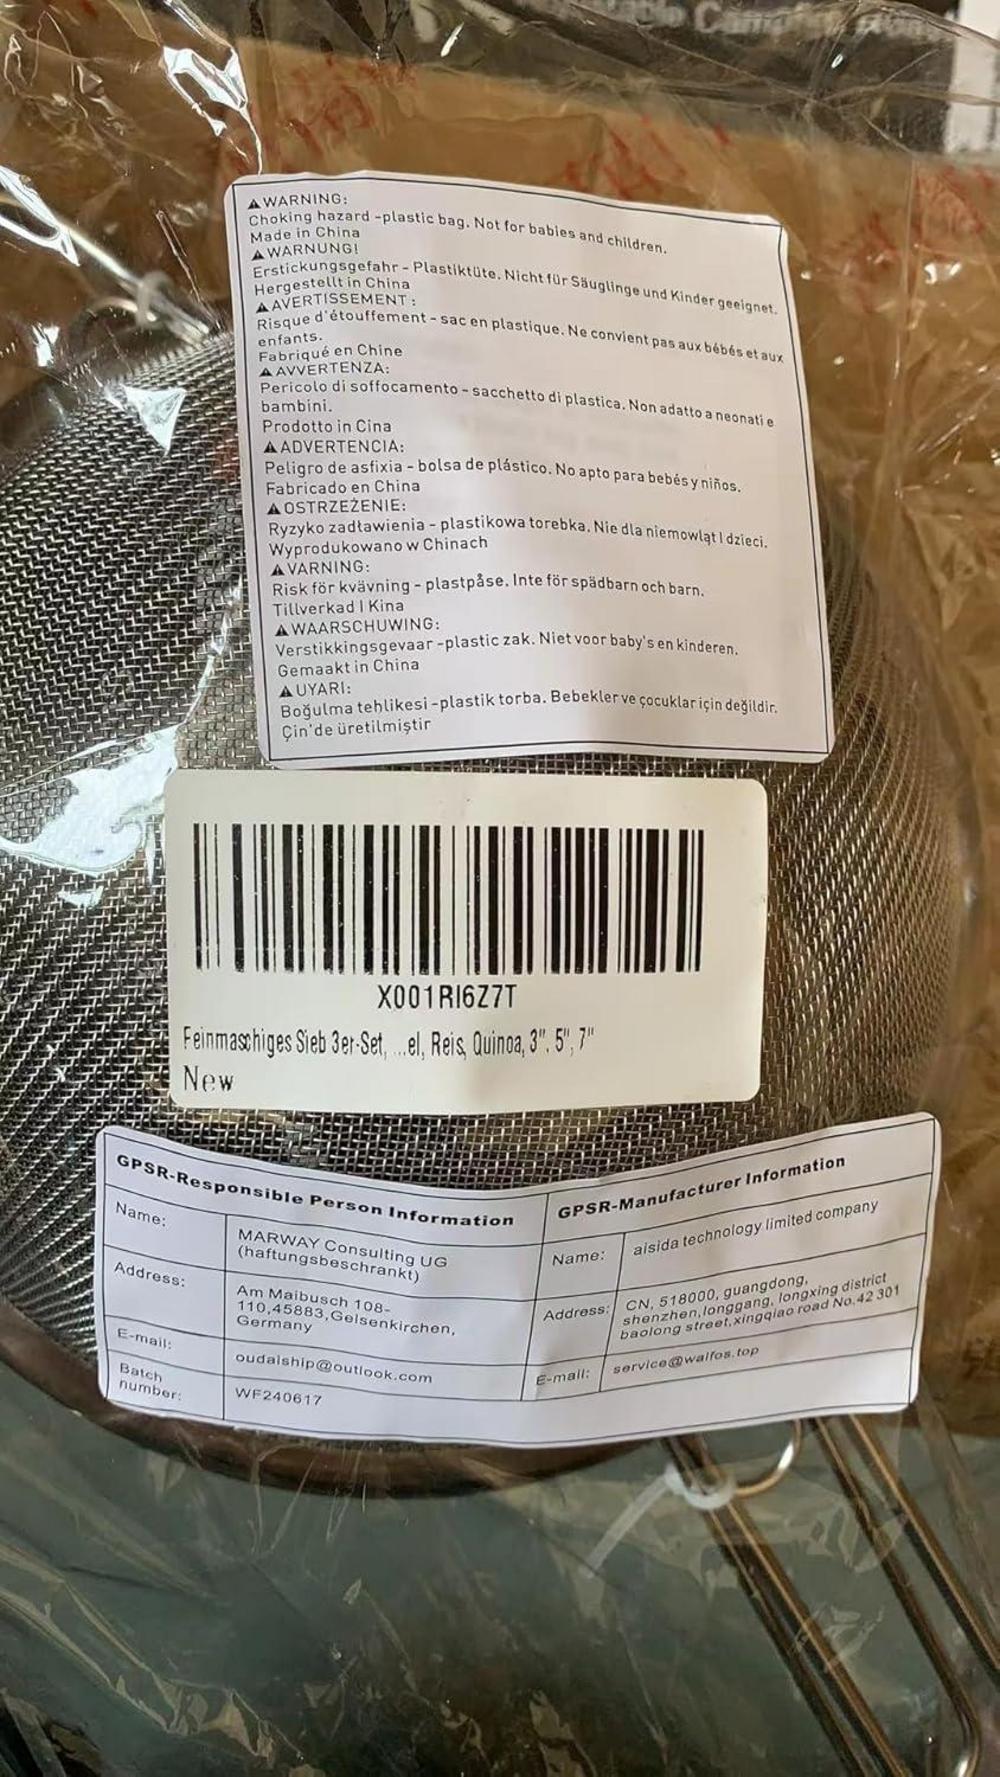 ⚠WARNING:
Choking hazard -plastic bag. Not for babies and children.
Made in China
⚠WARNUNG!
Erstickungsgefahr - Plastiktüte. Nicht für Säuglinge und Kinder geeignet.
Hergestellt in China
⚠AVERTISSEMENT :
Risque d'étouffement - sac en plastique. Ne convient pas aux bébés et aux
enfants.
Fabriqué en Chine
⚠AVVERTENZA:
Pericolo di soffocamento - sacchetto di plastica. Non adatto a neonati e
bambini.
Prodotto in Cina
⚠ADVERTENCIA:
Peligro de asfixia - bolsa de plástico. No apto para bebés y niños.
Fabricado en China
⚠OSTRZEŻENIE:
Ryzyko zadławienia - plastikowa torebka. Nie dla niemowląt I dzieci.
Wyprodukowano w Chinach
⚠VARNING:
Risk för kvävning - plastpåse. Inte för spädbarn och barn.
Tillverkad I Kina
⚠WAARSCHUWING:
Verstikkingsgevaar -plastic zak. Niet voor baby's en kinderen.
Gemaakt in China
⚠UYARI:
Boğulma tehlikesi -plastik torba. Bebekler ve çocuklar için değildir.
Çin'de üretilmiştir
X001RI6Z7T
Feinmaschiges Sieb 3er-Set, ...el, Reis, Quinoa, 3", 5", 7"
New
GPSR-Responsible Person Information
Name:
MARWAY Consulting UG
(haftungsbeschrankt)
Address:
Am Maibusch 108-
110,45883,Gelsenkirchen,
Germany
E-mail:
oudaiship@outlook.com
Batch
number:
WF240617
GPSR-Manufacturer Information
Name:
aisida technology limited company
Address:
CN, 518000, guangdong,
shenzhen,longgang, longxing district
baolong street,xingqiao road No.42 301
E-mail:
service@waifos.top